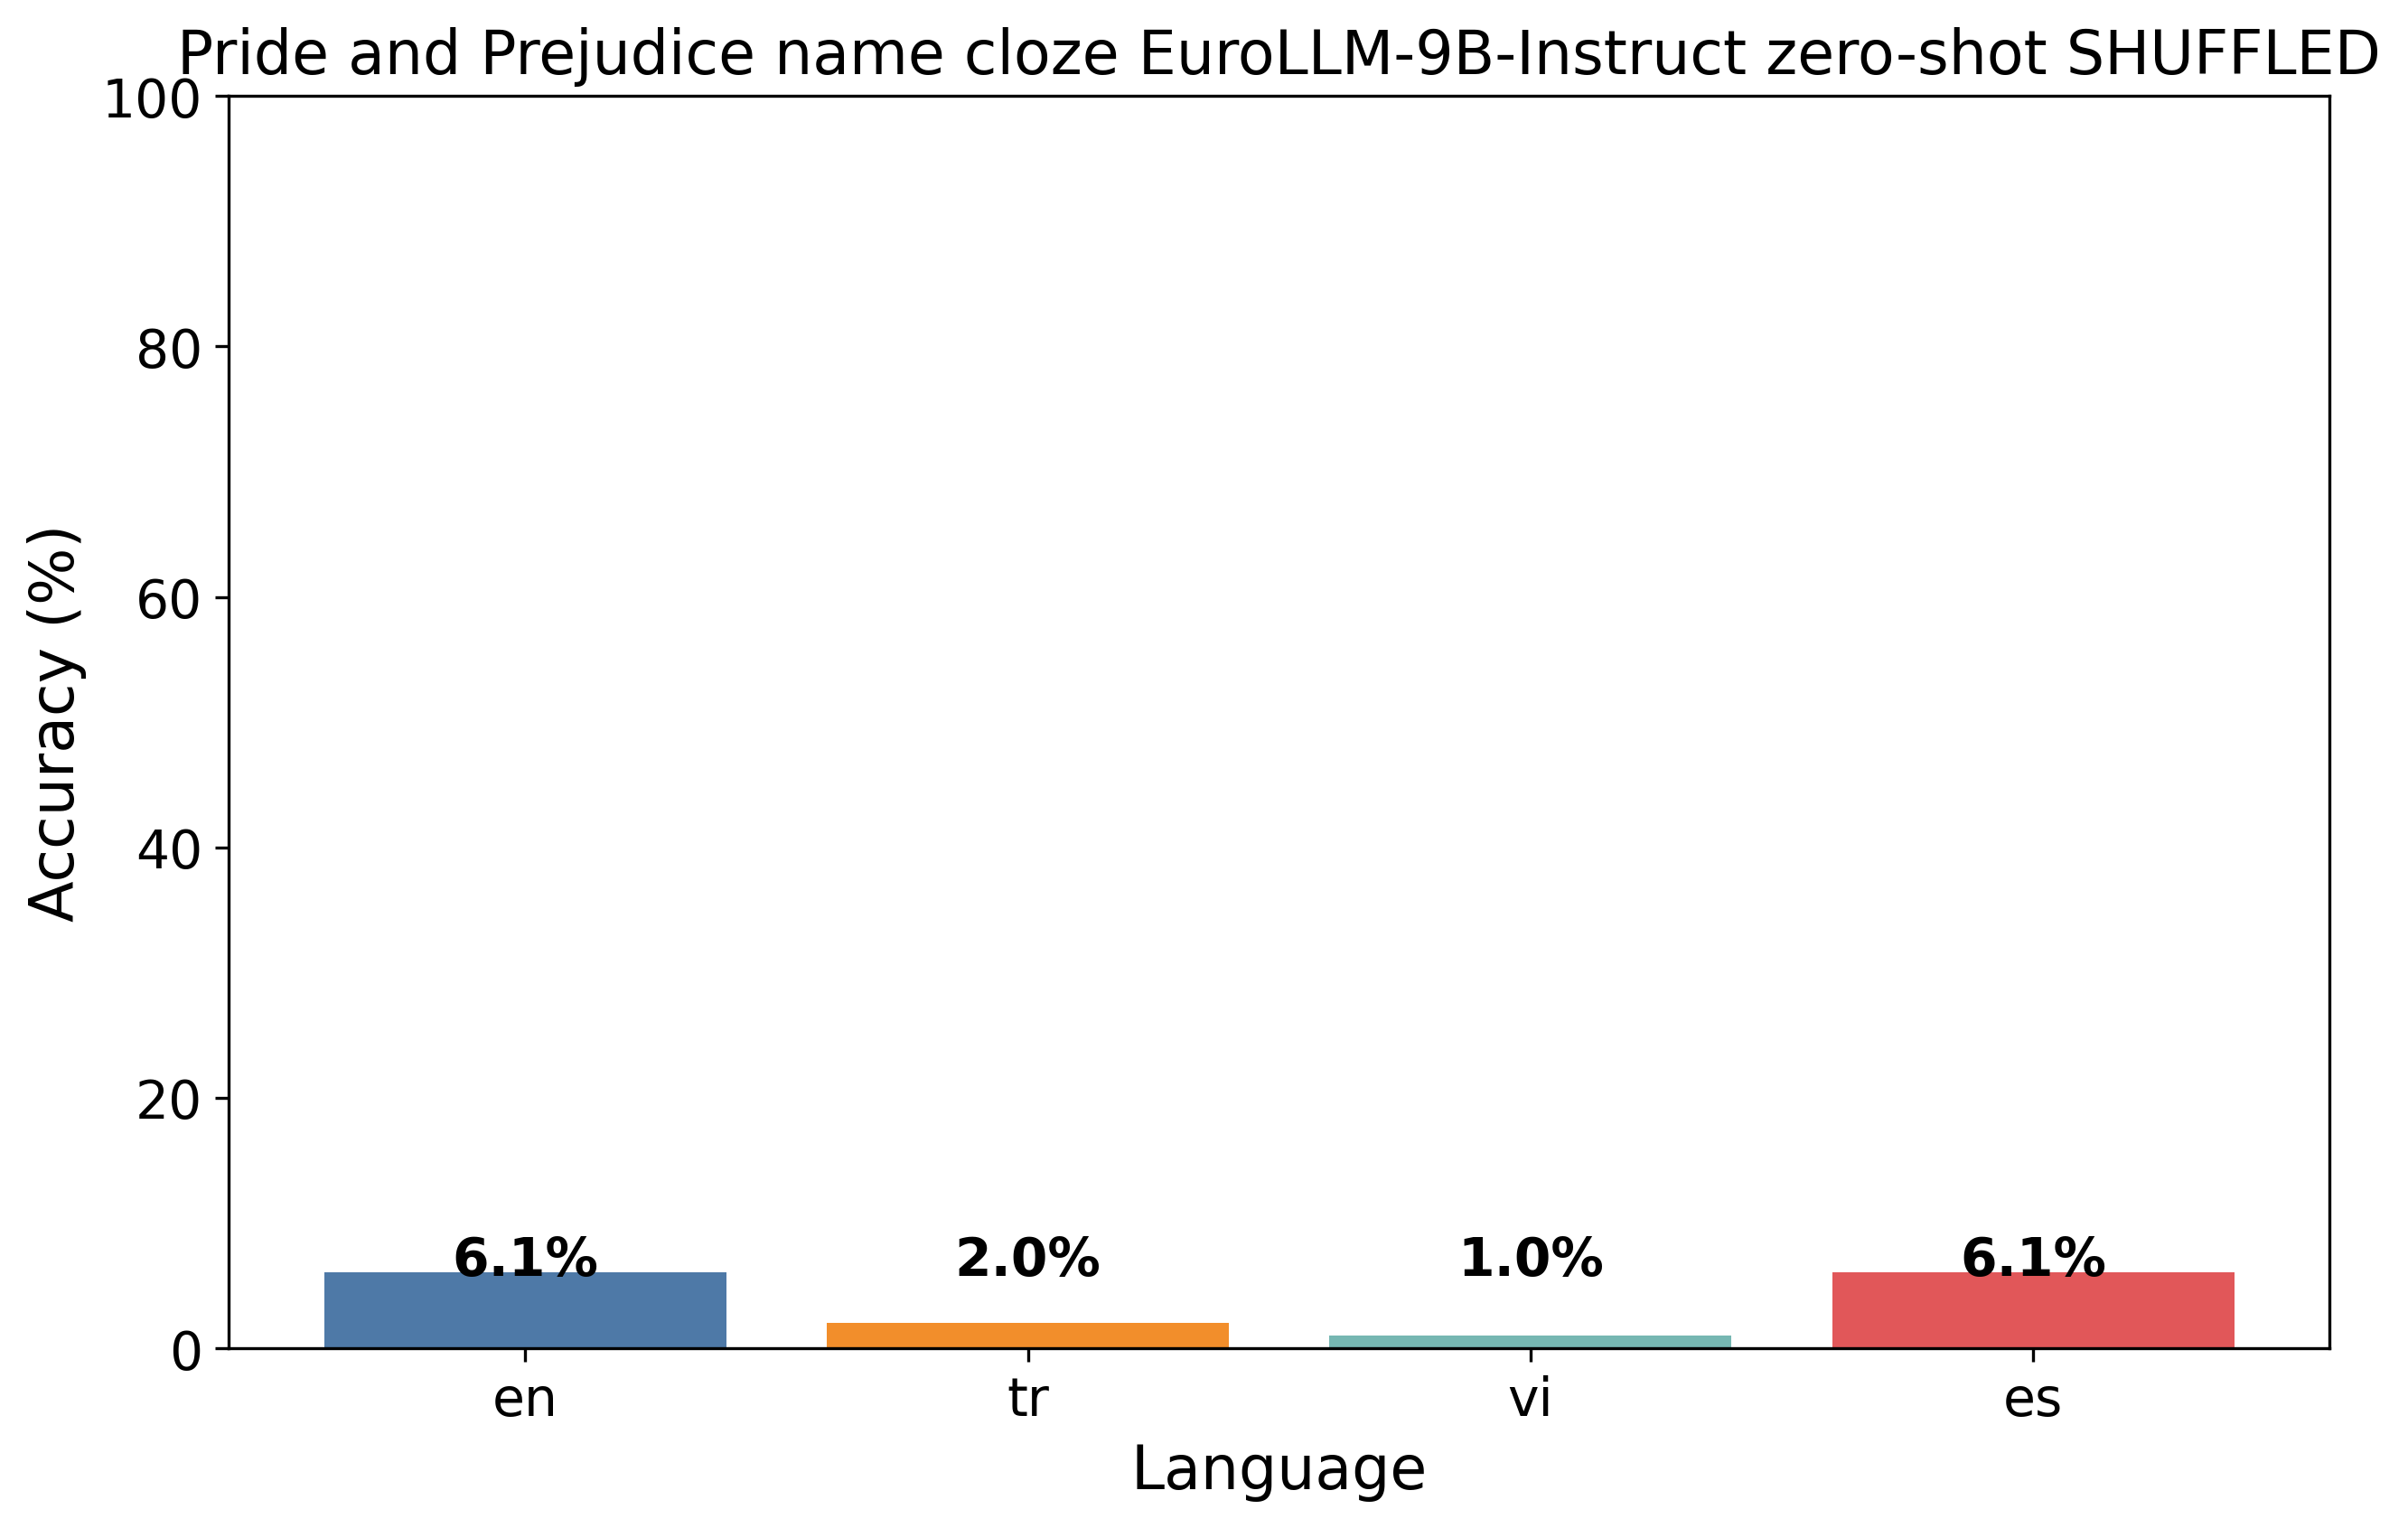 Pride and Prejudice name cloze EuroLLM-9B-Instruct zero-shot SHUFFLED
100
80
60
40
20
0
Accuracy (%)
6.1%
2.0%
1.0%
6.1%
en
tr
vi
es
Language